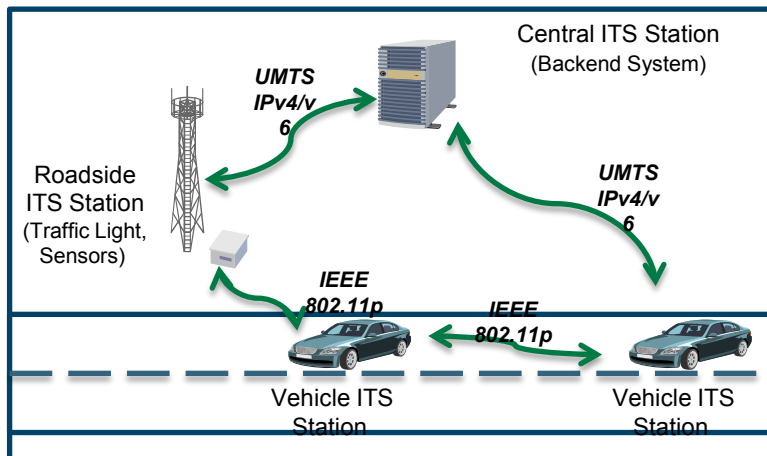 Central ITS Station
(Backend System)
UMTS
IPv4/v
6
Roadside
ITS Station
(Traffic Light,
Sensors)
UMTS
IPv4/v
6
IEEE
802.11p
IEEE
802.11p
Vehicle ITS
Station
Vehicle ITS
Station